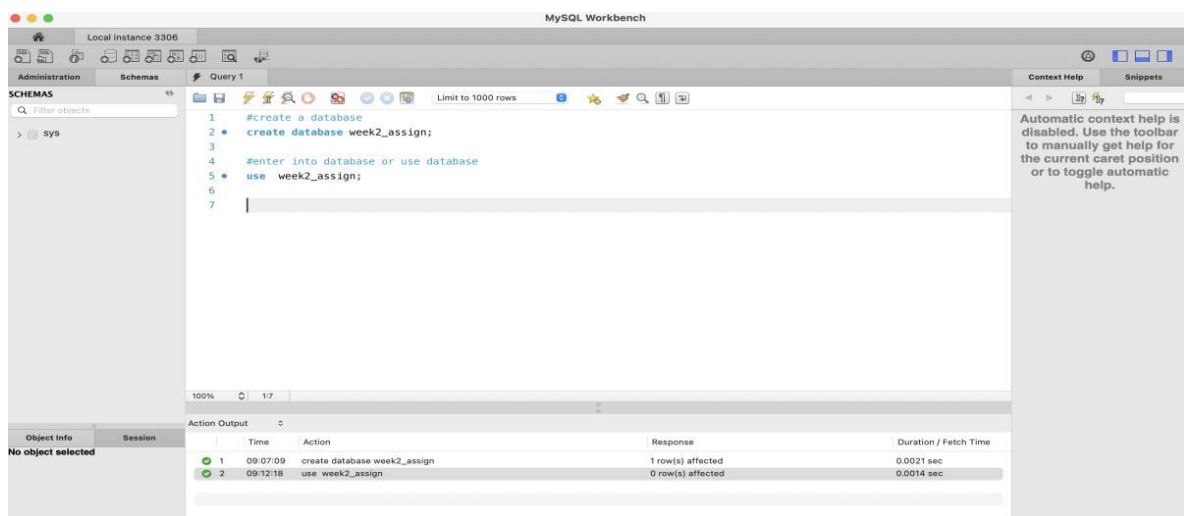 MySQL Workbench
Local instance 3306
Administration Schemas Query 1 Context Help Snippets
SCHEMAS
Limit to 1000 rows
Filter objects
sys
1 #create a database
2 create database week2_assign;
3
4 #enter into database or use database
5 use week2_assign;
6
7
Automatic context help is
disabled. Use the toolbar
to manually get help for
the current caret position
or to toggle automatic
help.
100% 1:7
Action Output
Object Info Session
Time Action Response Duration / Fetch Time
No object selected
1 09:07:09 create database week2_assign 1 row(s) affected 0.0021 sec
2 09:12:18 use week2_assign 0 row(s) affected 0.0014 sec